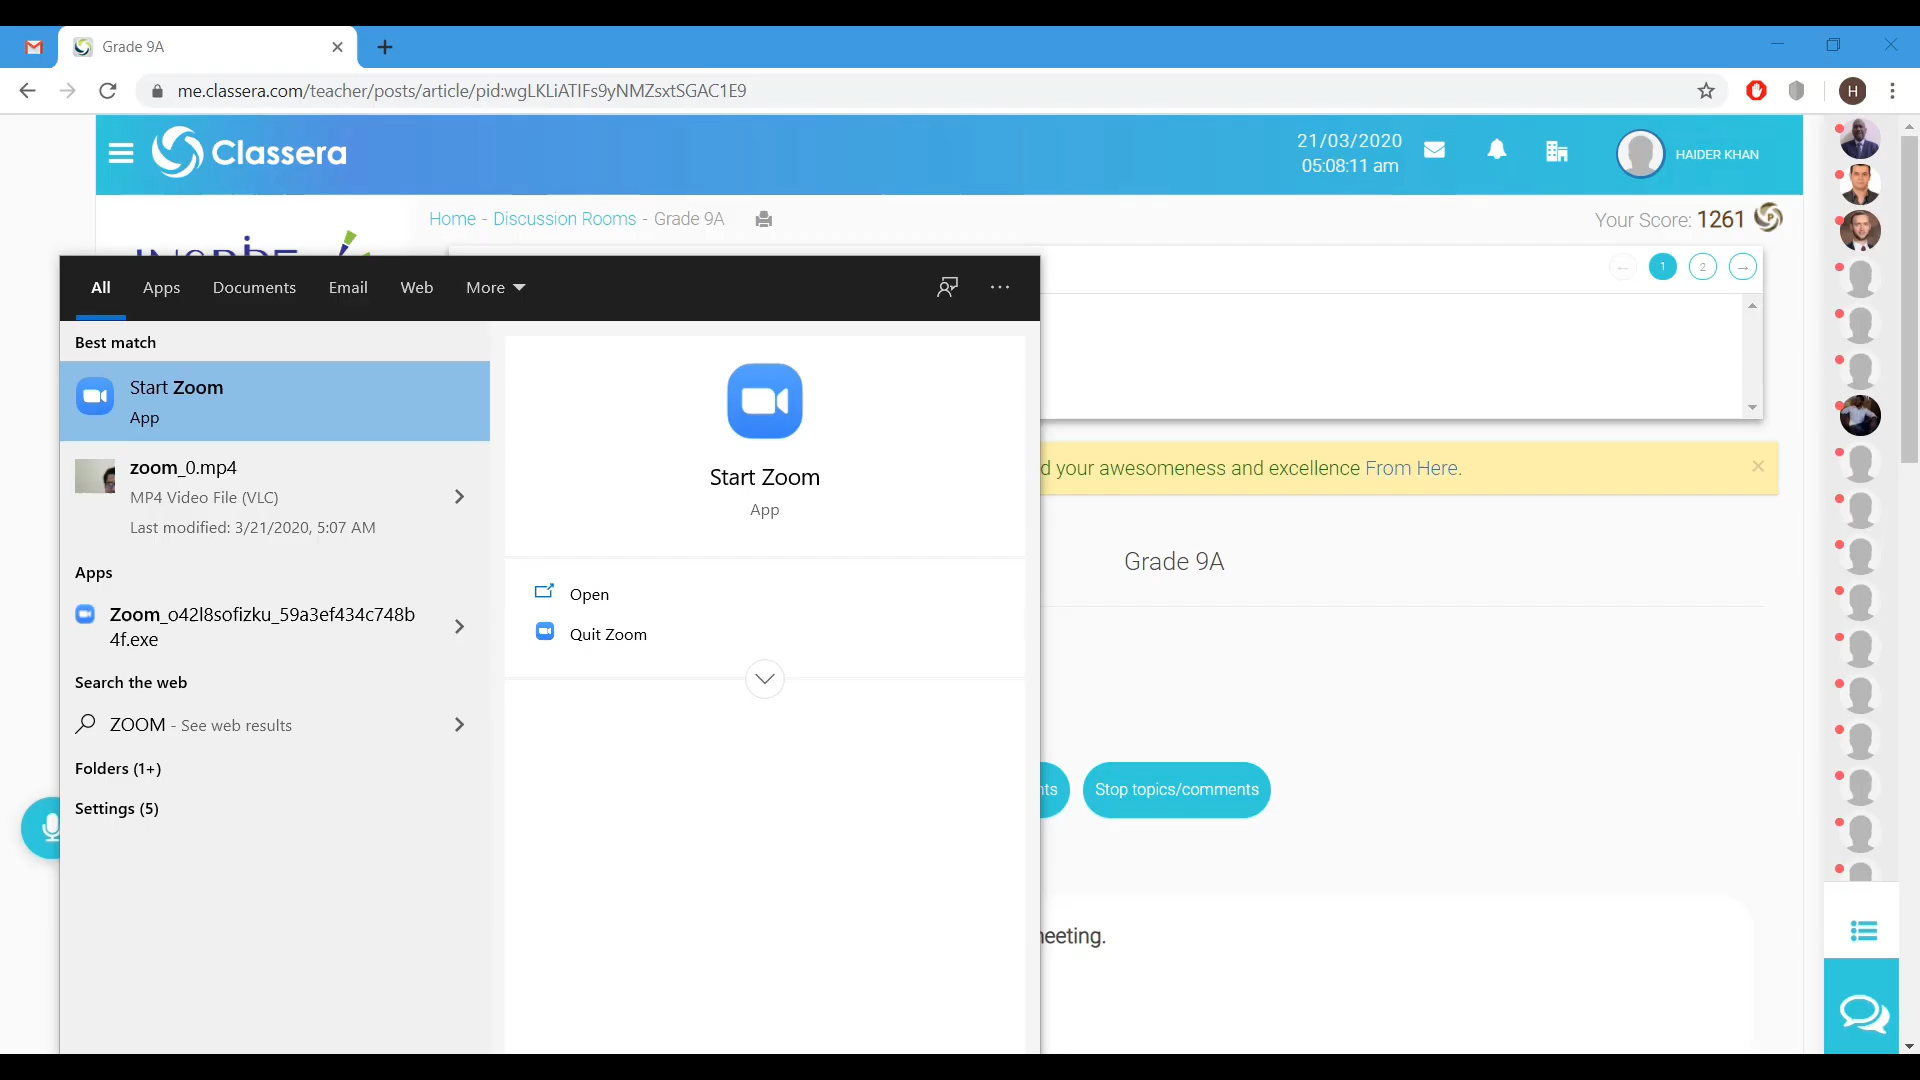 Grade 9A
me.classera.com/teacher/posts/article/pid:wgLKLiATIFs9yNMZsxtSGAC1E9
H
Classera
21/03/2020
05:08:11 am
HAIDER KHAN
Home - Discussion Rooms - Grade 9A
Your Score: 1261
1
2
All
Apps
Documents
Email
Web
More
Best match
Start Zoom
App
zoom_0.mp4
MP4 Video File (VLC)
Last modified: 3/21/2020, 5:07 AM
Apps
Zoom_o42l8sofizku_59a3ef434c748b
4f.exe
Search the web
ZOOM - See web results
Folders (1+)
Settings (5)
Start Zoom
App
Open
Quit Zoom
d your awesomeness and excellence From Here.
Grade 9A
nts
Stop topics/comments
neeting.